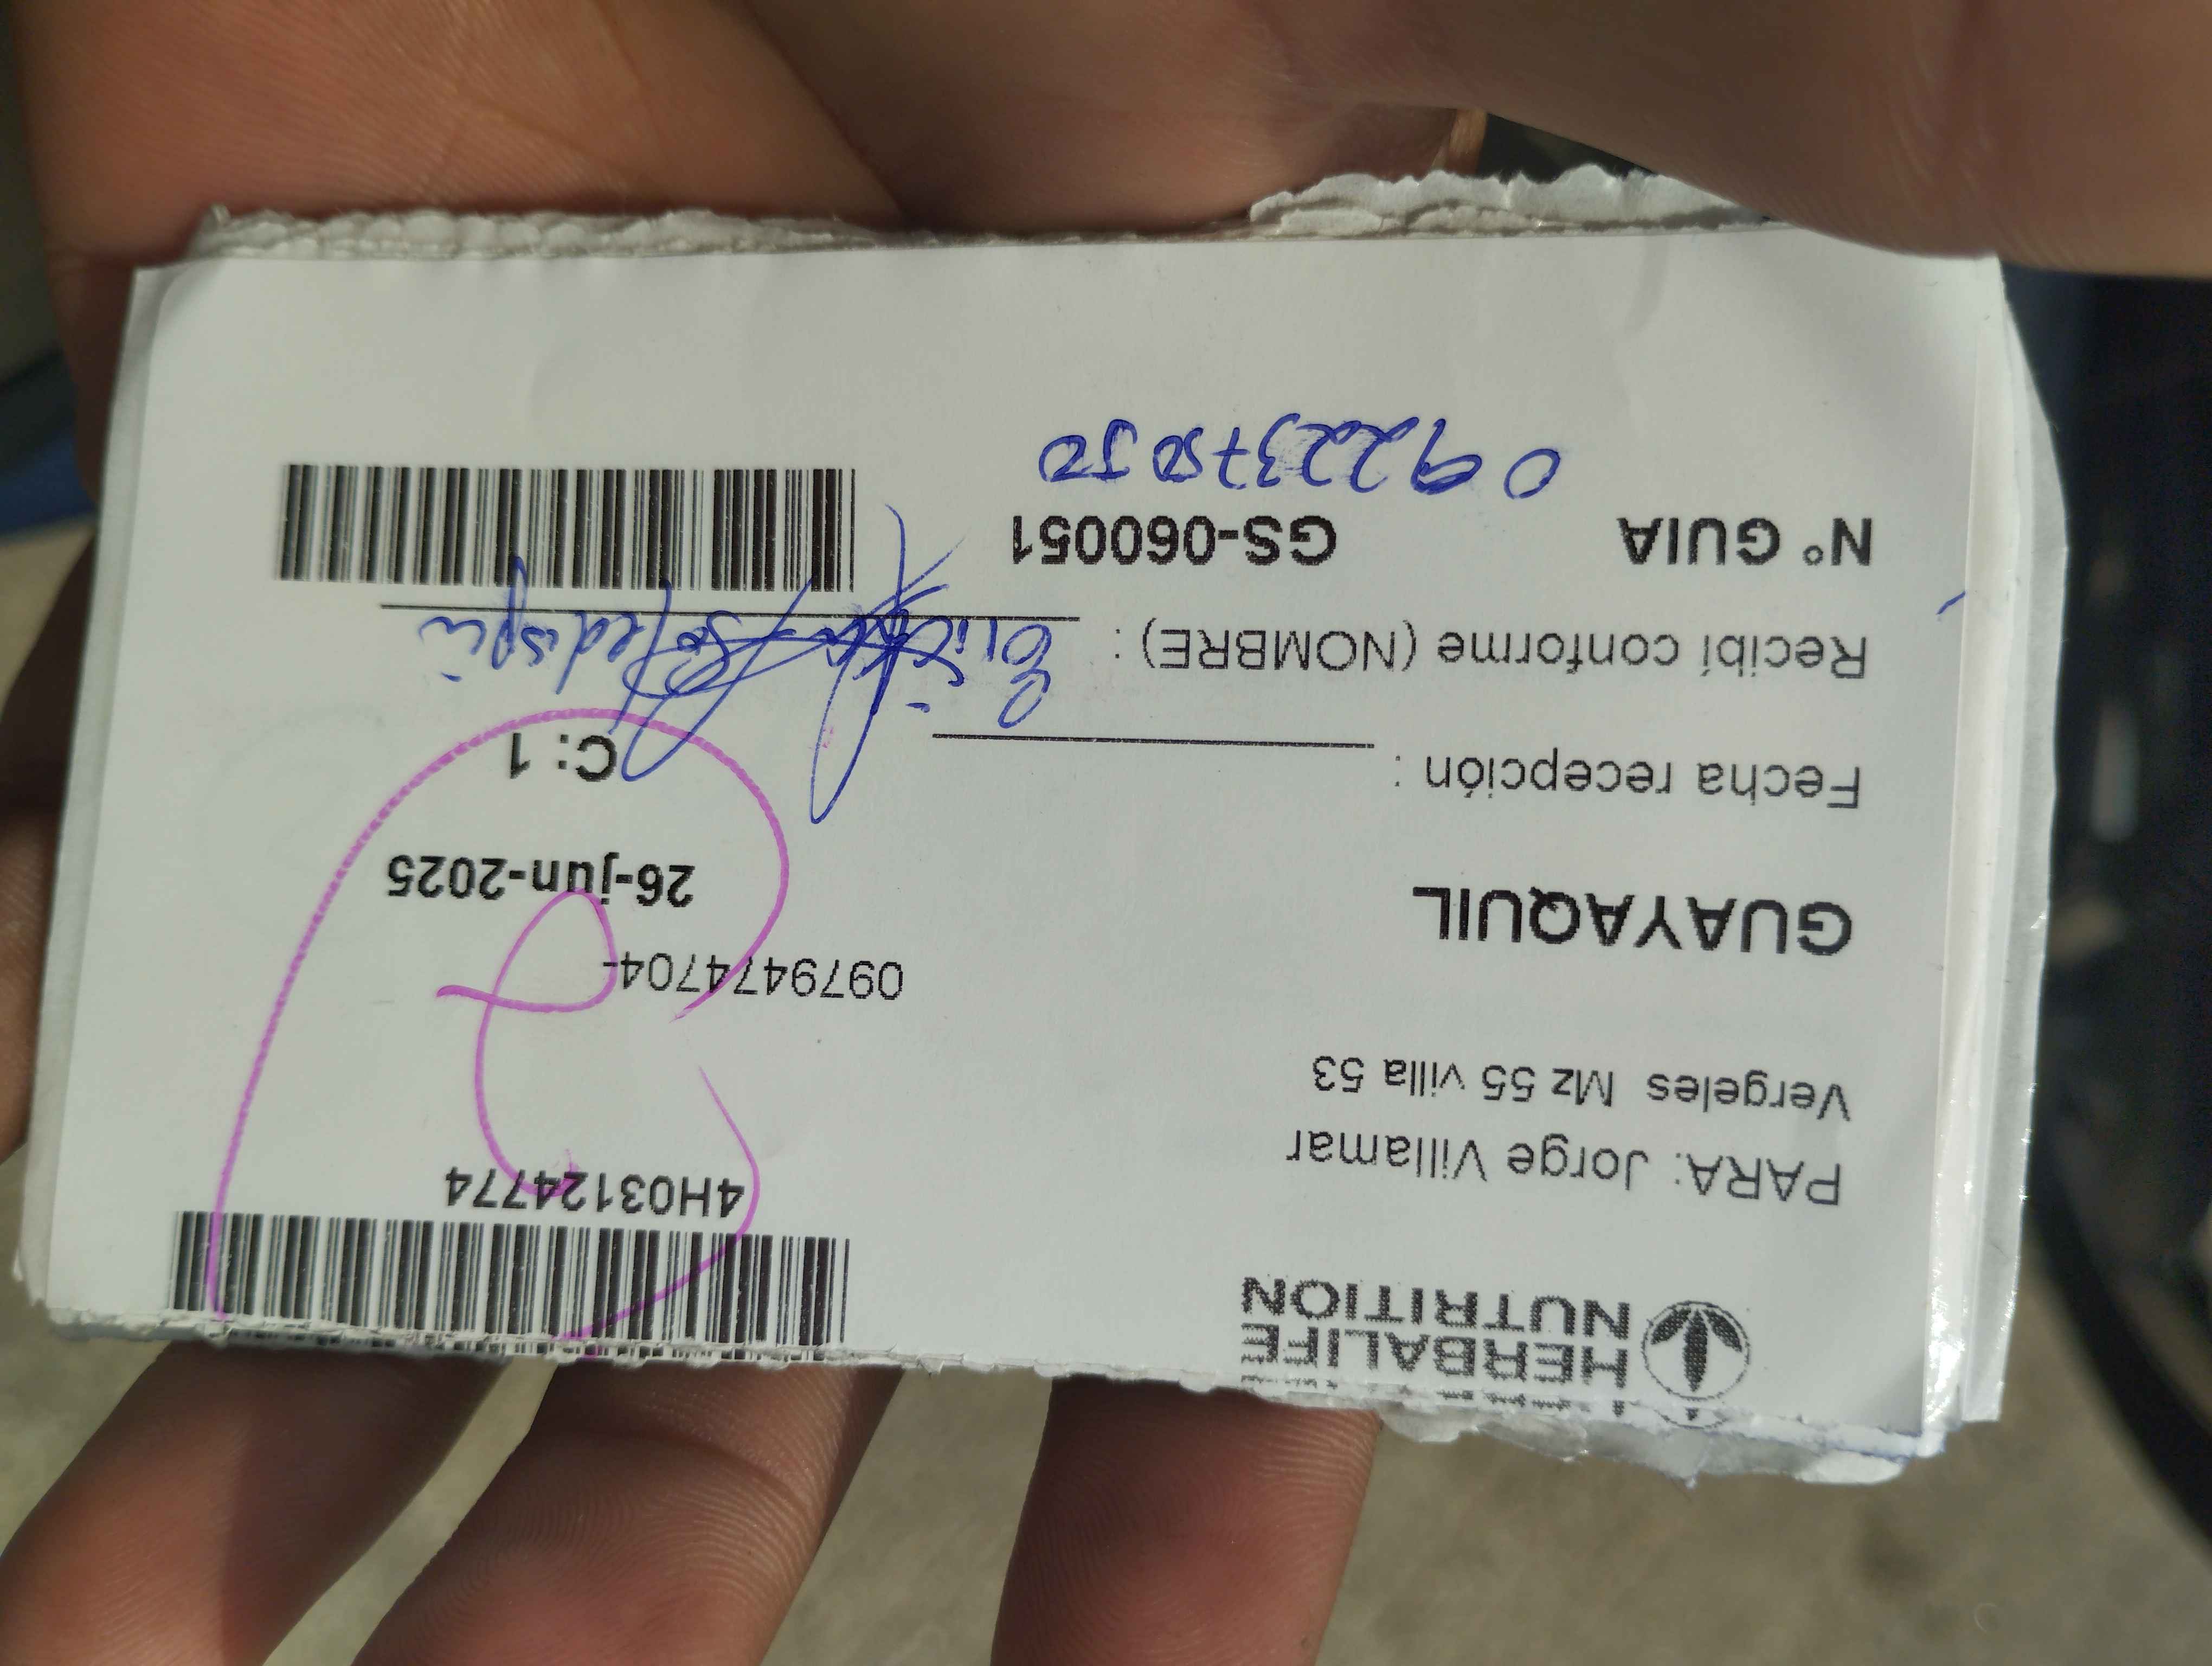 HERBALIFE
NUTRITION
4H03124774
PARA: Jorge Villamar
Vergeles Mz 55 villa 53
0979474704-
GUAYAQUIL
26-jun-2025
Fecha recepción :
C: 1
Recibí conforme (NOMBRE) :
N° GUIA GS-060051
0922375050